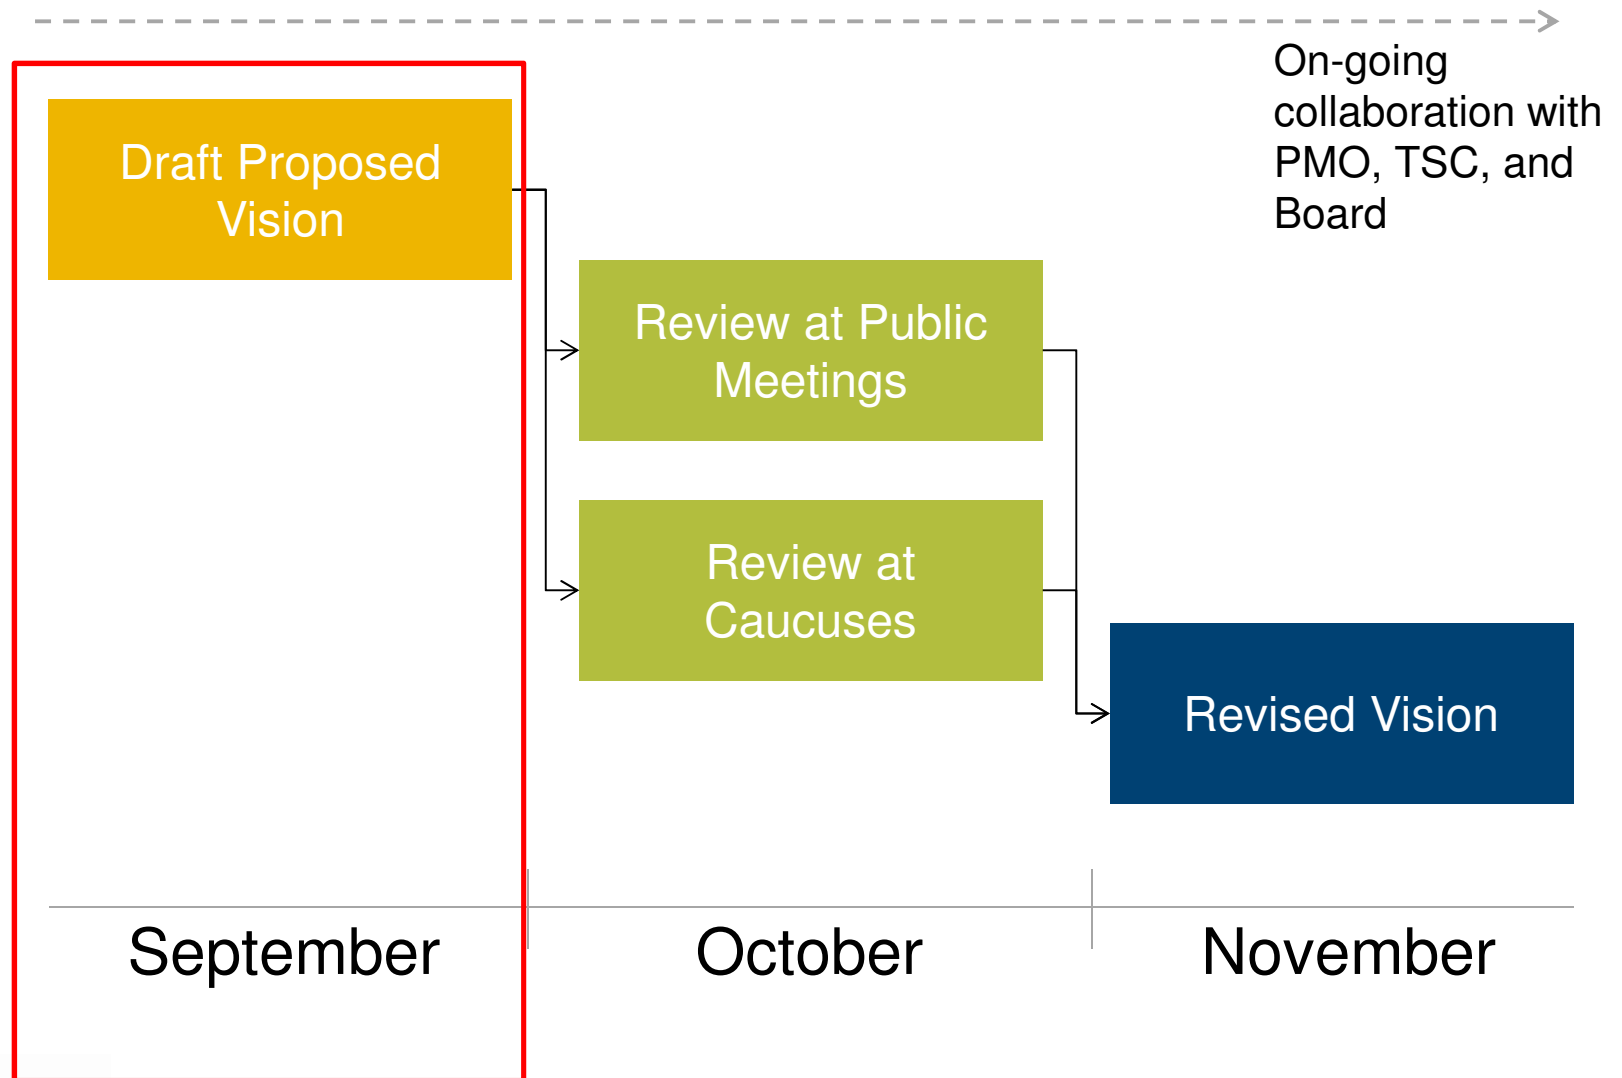 On-going
collaboration with
PMO, TSC, and
Board
Draft Proposed
Vision
Review at Public
Meetings
Review at
Caucuses
Revised Vision
September
October
November